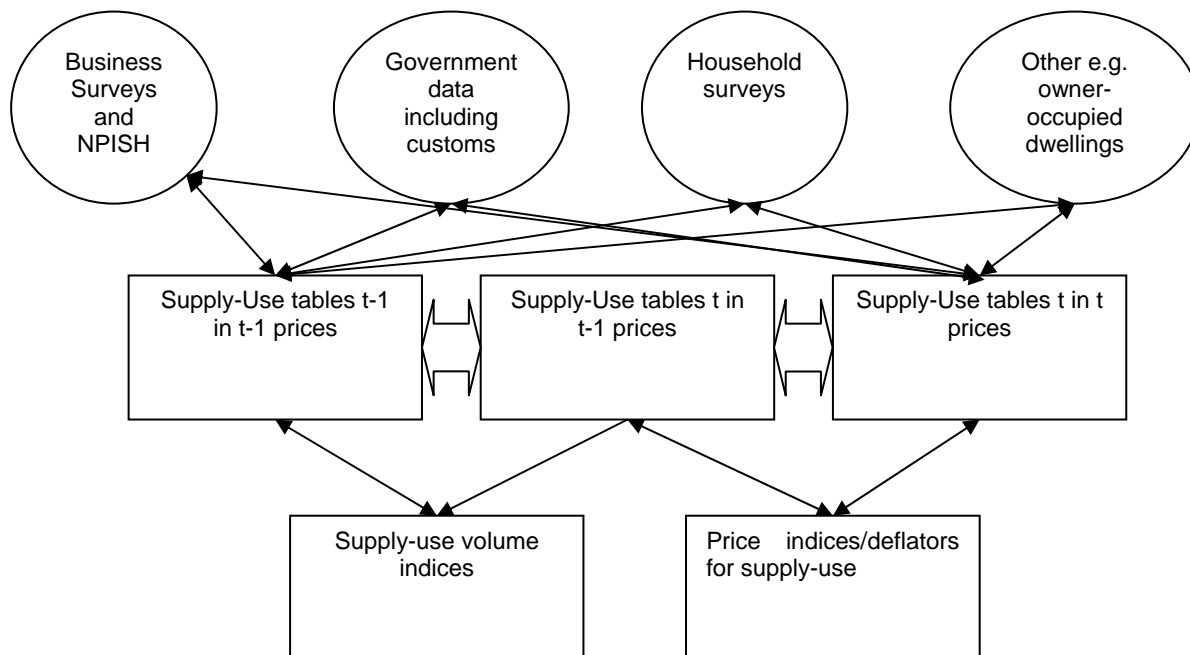 Business
Surveys
and
NPISH
Government
data
including
customs
Household
surveys
Other e.g.
owner-
occupied
dwellings
Supply-Use tables t-1
in t-1 prices
Supply-Use tables t in
t-1 prices
Supply-Use tables t in t
prices
Supply-use volume
indices
Price indices/deflators
for supply-use